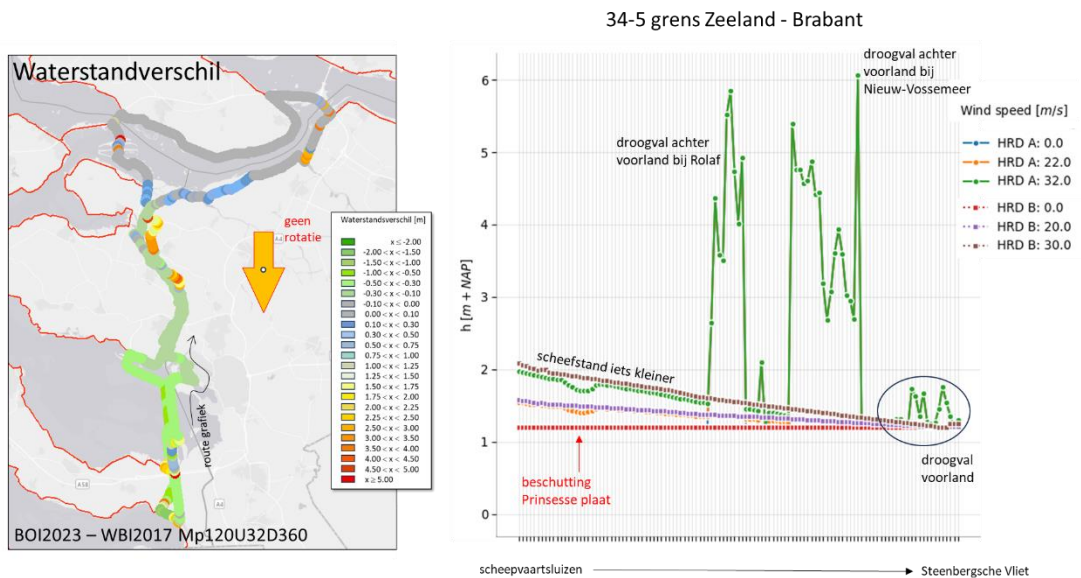 34-5 grens Zeeland - Brabant
Waterstandverschil
geen
rotatie
A4
Waterstandsverschil [m]
x ≤ -2.00
-2.00 < x < -1.50
-1.50 < x < -1.00
-1.00 < x < -0.50
-0.50 < x < -0.30
-0.30 < x < -0.10
-0.10 < x < 0.00
0.00 < x < 0.10
0.10 < x < 0.30
0.30 < x < 0.50
0.50 < x < 0.75
0.75 < x < 1.00
1.00 < x < 1.25
1.25 < x < 1.50
1.50 < x < 1.75
1.75 < x < 2.00
2.00 < x < 2.25
2.25 < x < 2.50
2.50 < x < 3.00
3.00 < x < 3.50
3.50 < x < 4.00
4.00 < x < 4.50
4.50 < x < 5.00
x ≥ 5.00
route grafiek
A58
A4
BOI2023 – WBI2017 Mp120U32D360
h [m + NAP]
6
5
4
3
2
1
0
droogval achter
voorland bij
Nieuw-Vossemeer
droogval achter
voorland bij Rolaf
scheefstand iets kleiner
beschutting
Prinsesse plaat
droogval
voorland
Wind speed [m/s]
HRD A: 0.0
HRD A: 22.0
HRD A: 32.0
HRD B: 0.0
HRD B: 20.0
HRD B: 30.0
scheepvaartsluizen
Steenbergsche Vliet